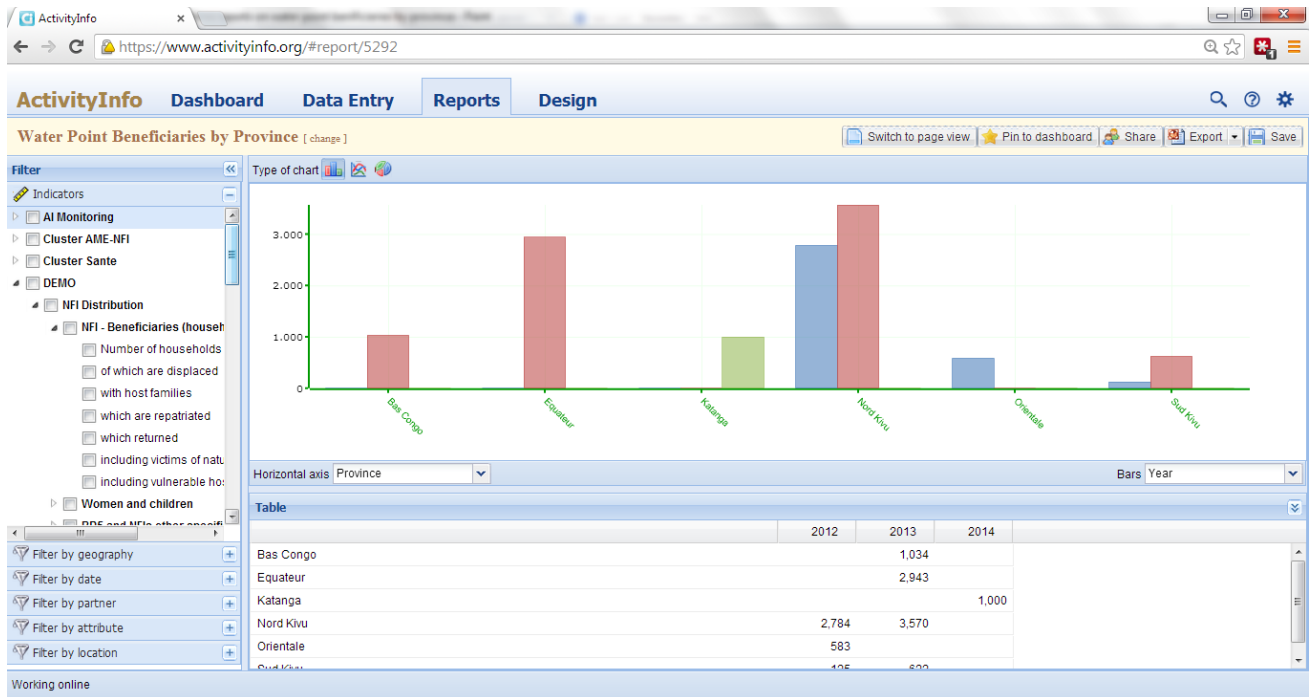 ActivityInfo
https://www.activityinfo.org/#report/5292
ActivityInfo Dashboard Data Entry Reports Design
Water Point Beneficiaries by Province [ change ]
Switch to page view Pin to dashboard Share Export Save
Filter
Indicators
AI Monitoring
Cluster AME-NFI
Cluster Sante
DEMO
NFI Distribution
NFI - Beneficiaries (househ
Number of households
of which are displaced
with host families
which are repatriated
which returned
including victims of natu
including vulnerable ho
Women and children
Filter by geography
Filter by date
Filter by partner
Filter by attribute
Filter by location
Type of chart
3.000
2.000
1.000
0
Bas Congo
Equateur
Katanga
Nord Kivu
Orientale
Sud Kivu
Horizontal axis Province
Bars Year
Table
2012 2013 2014
Bas Congo 1,034
Equateur 2,943
Katanga 1,000
Nord Kivu 2,784 3,570
Orientale 583
Sud Kivu
Working online